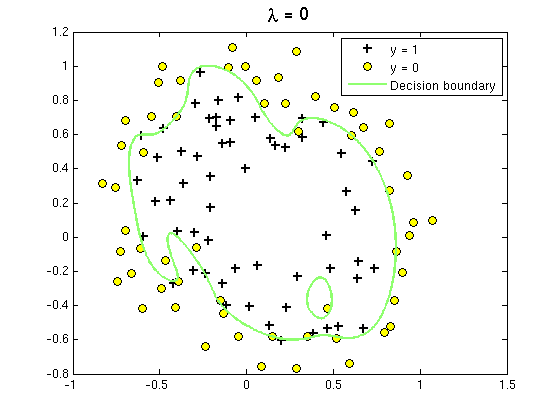 λ = 0
y = 1
y = 0
Decision boundary
1.2
1
0.8
0.6
0.4
0.2
0
-0.2
-0.4
-0.6
-0.8
-1 -0.5 0 0.5 1 1.5